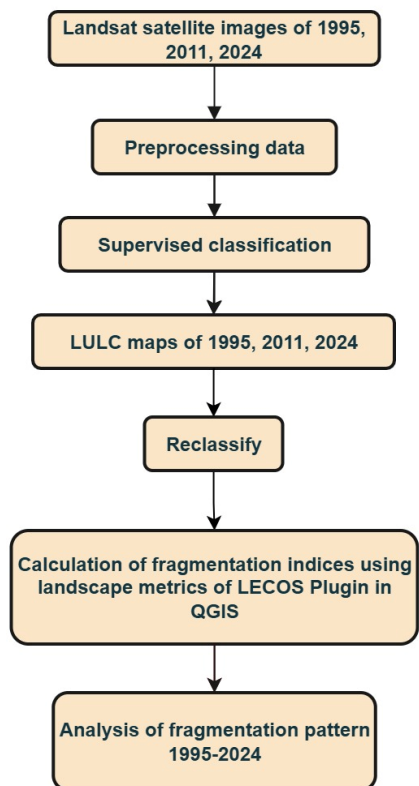 Landsat satellite images of 1995,
2011, 2024
Preprocessing data
Supervised classification
LULC maps of 1995, 2011, 2024
Reclassify
Calculation of fragmentation indices using
landscape metrics of LECOS Plugin in
QGIS
Analysis of fragmentation pattern
1995-2024